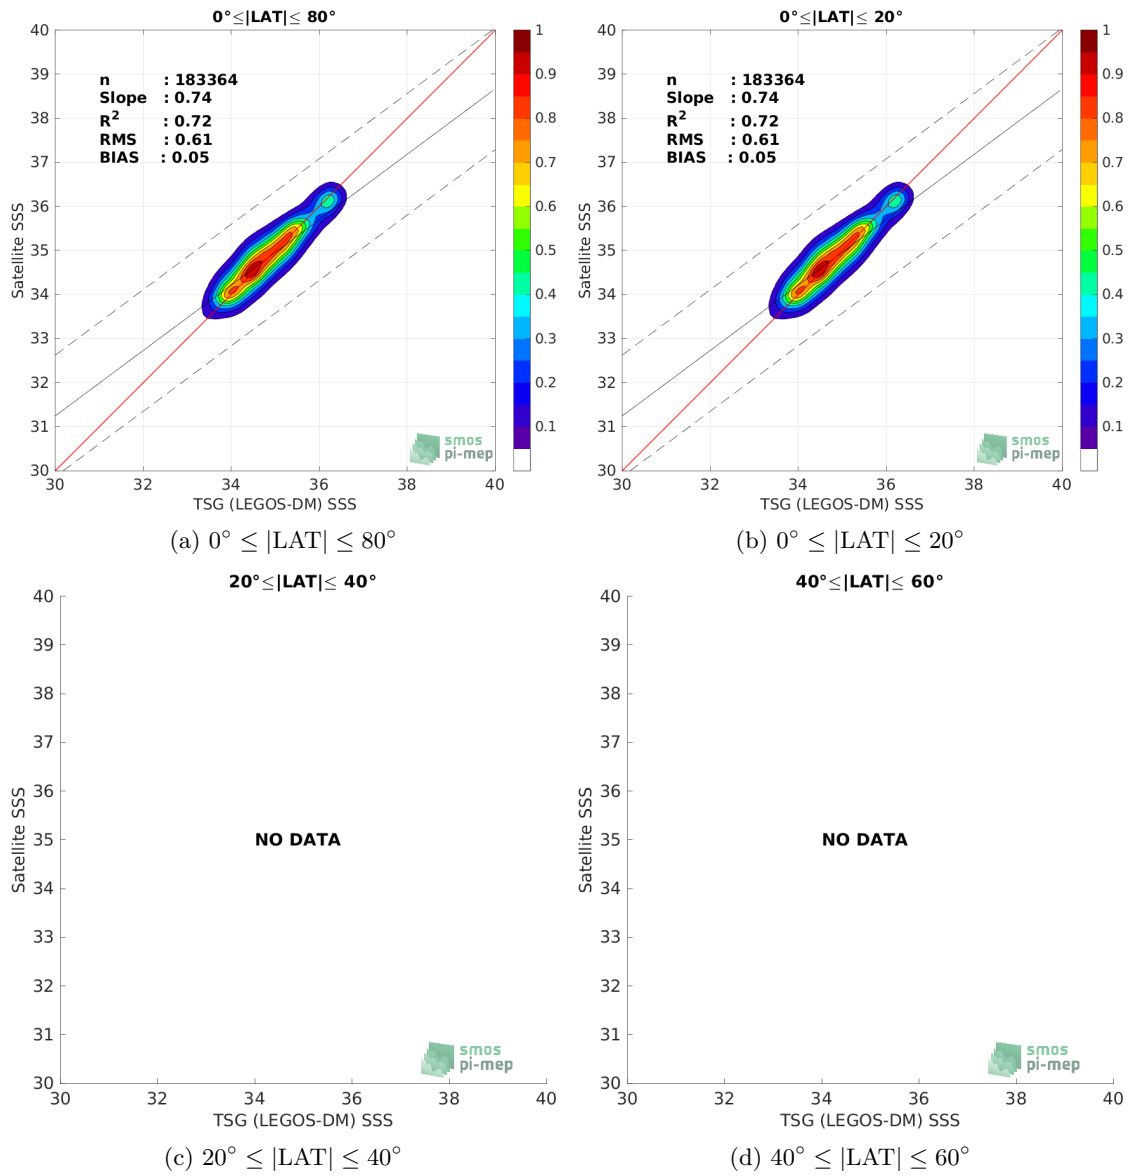 0°≤|LAT|≤ 80°
40
39
38
37
36
35
34
33
32
31
30
Satellite SSS
n : 183364
Slope : 0.74
R² : 0.72
RMS : 0.61
BIAS : 0.05
1
0.9
0.8
0.7
0.6
0.5
0.4
0.3
0.2
0.1
smos
pi-mep
30 32 34 36 38 40
TSG (LEGOS-DM) SSS
(a) 0° ≤ |LAT| ≤ 80°
0°≤|LAT|≤ 20°
40
39
38
37
36
35
34
33
32
31
30
Satellite SSS
n : 183364
Slope : 0.74
R² : 0.72
RMS : 0.61
BIAS : 0.05
1
0.9
0.8
0.7
0.6
0.5
0.4
0.3
0.2
0.1
smos
pi-mep
30 32 34 36 38 40
TSG (LEGOS-DM) SSS
(b) 0° ≤ |LAT| ≤ 20°
20°≤|LAT|≤ 40°
40
39
38
37
36
35
34
33
32
31
30
Satellite SSS
NO DATA
smos
pi-mep
30 32 34 36 38 40
TSG (LEGOS-DM) SSS
(c) 20° ≤ |LAT| ≤ 40°
40°≤|LAT|≤ 60°
40
39
38
37
36
35
34
33
32
31
30
Satellite SSS
NO DATA
smos
pi-mep
30 32 34 36 38 40
TSG (LEGOS-DM) SSS
(d) 40° ≤ |LAT| ≤ 60°